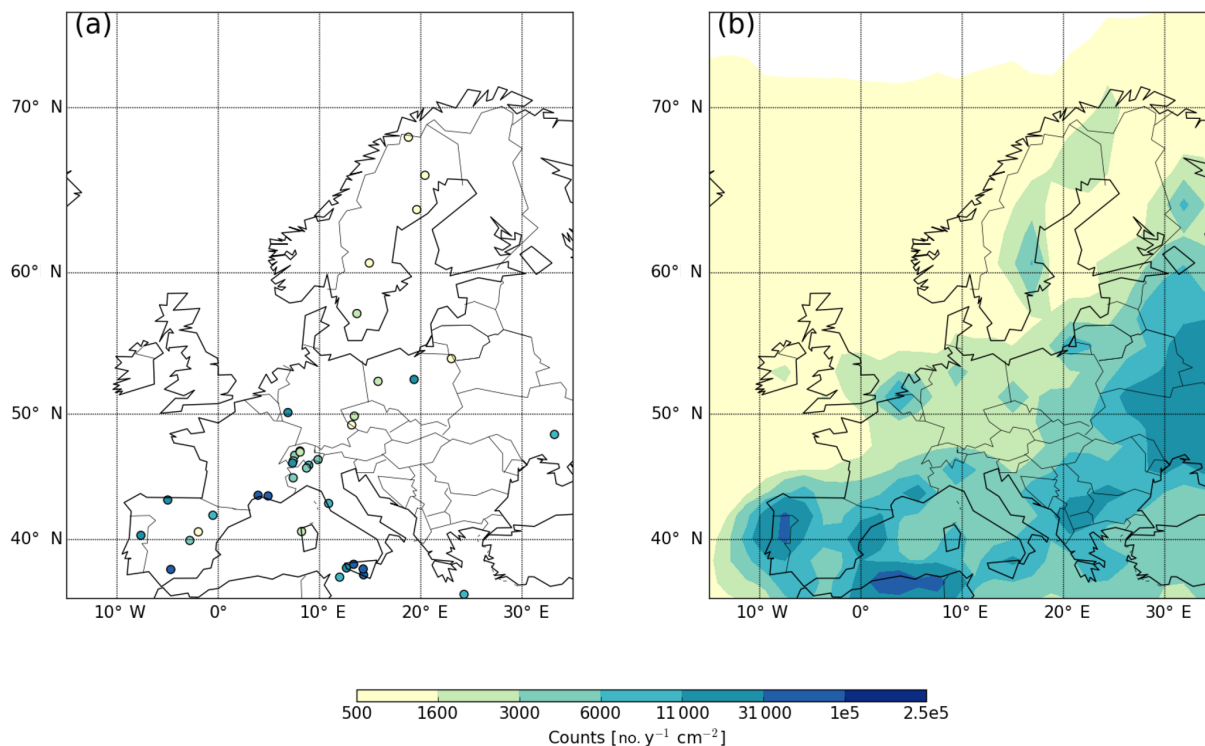 (a) (b)
70° N 70° N
60° N 60° N
50° N 50° N
40° N 40° N
10° W 0° 10° E 20° E 30° E 10° W 0° 10° E 20° E 30° E
500 1600 3000 6000 11 000 31 000 1e5 2.5e5
Counts [no. y⁻¹ cm⁻²]